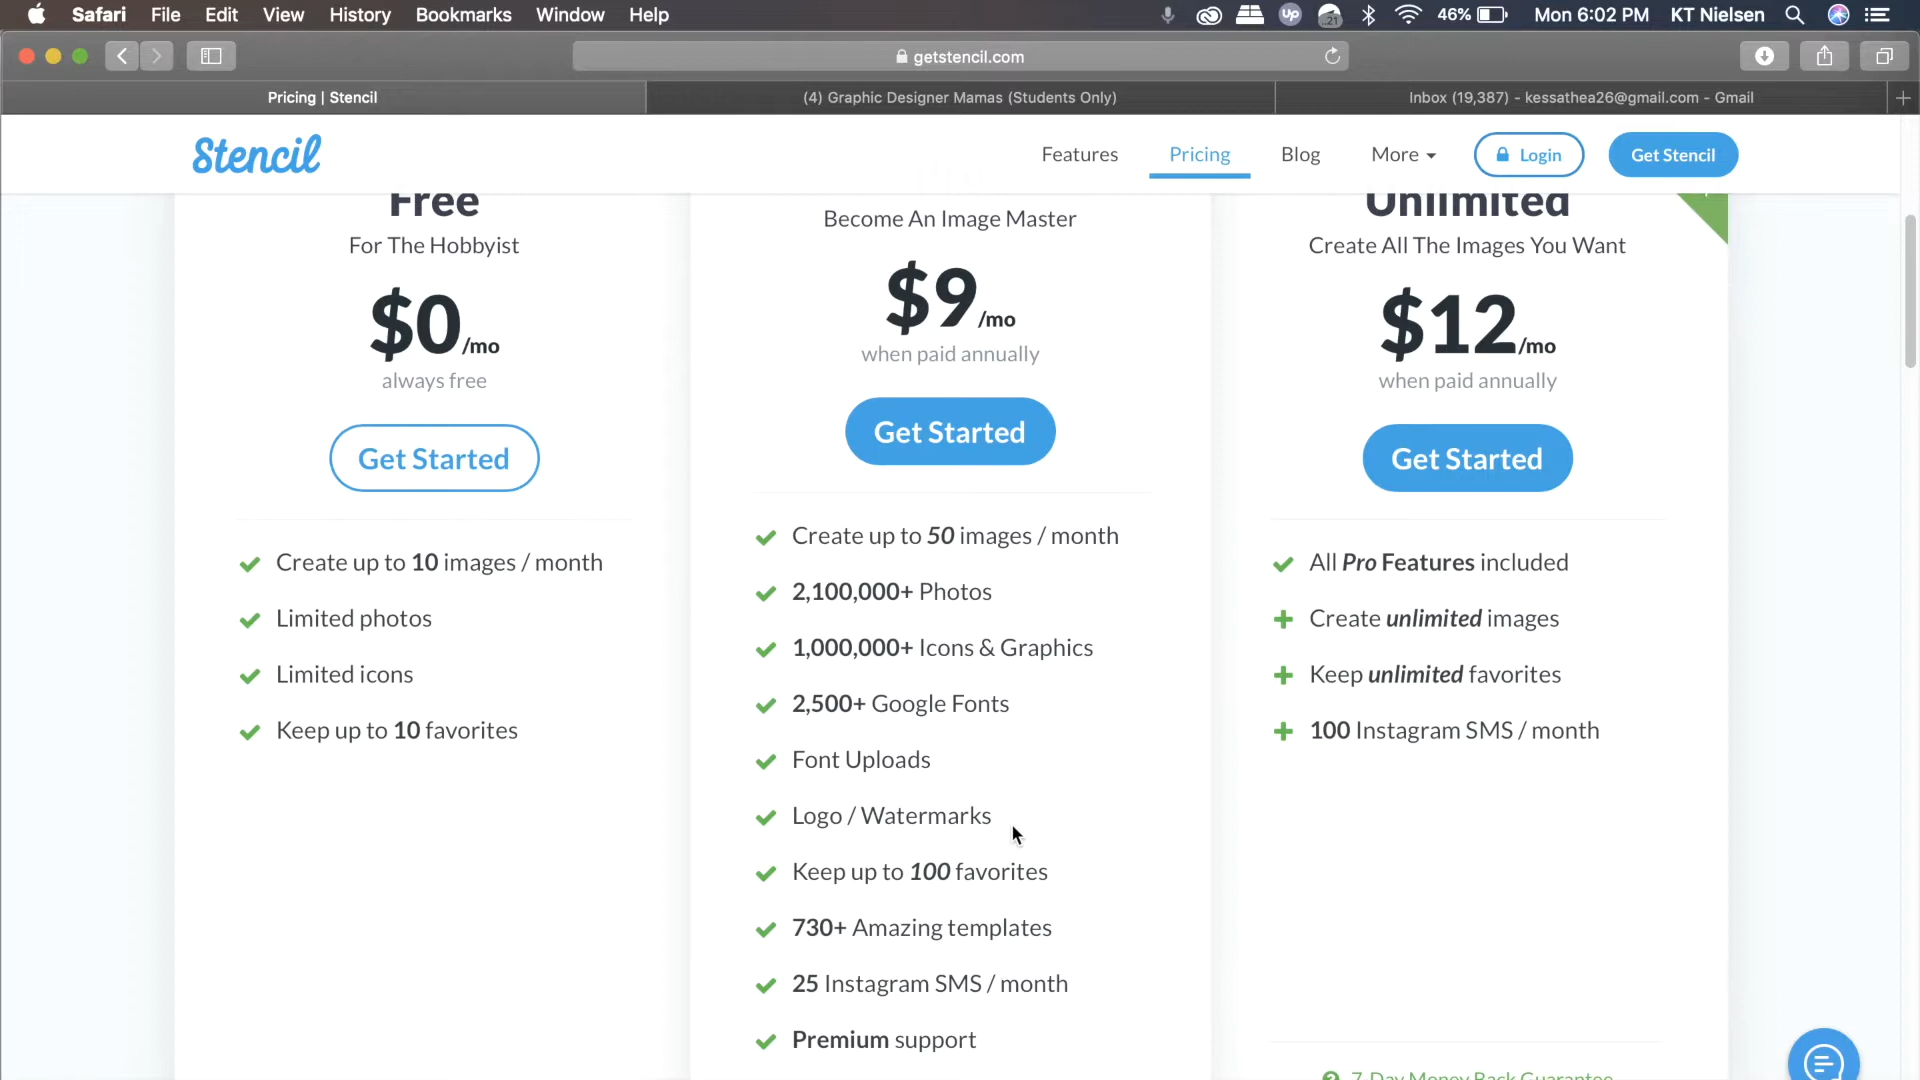 Safari File Edit View History Bookmarks Window Help
up
21
46%
Mon 6:02 PM KT Nielsen
getstencil.com
Pricing | Stencil
(4) Graphic Designer Mamas (Students Only)
Inbox (19,387) - kessathea26@gmail.com - Gmail
Stencil
Features
Pricing
Blog
More
Login
Get Stencil
Free
For The Hobbyist
$0/mo
always free
Get Started
Create up to 10 images / month
Limited photos
Limited icons
Keep up to 10 favorites
Become An Image Master
$9/mo
when paid annually
Get Started
Create up to 50 images / month
2,100,000+ Photos
1,000,000+ Icons & Graphics
2,500+ Google Fonts
Font Uploads
Logo / Watermarks
Keep up to 100 favorites
730+ Amazing templates
25 Instagram SMS / month
Premium support
Unlimited
Create All The Images You Want
$12/mo
when paid annually
Get Started
All Pro Features included
Create unlimited images
Keep unlimited favorites
100 Instagram SMS / month
7-Day Money Back Guarantee